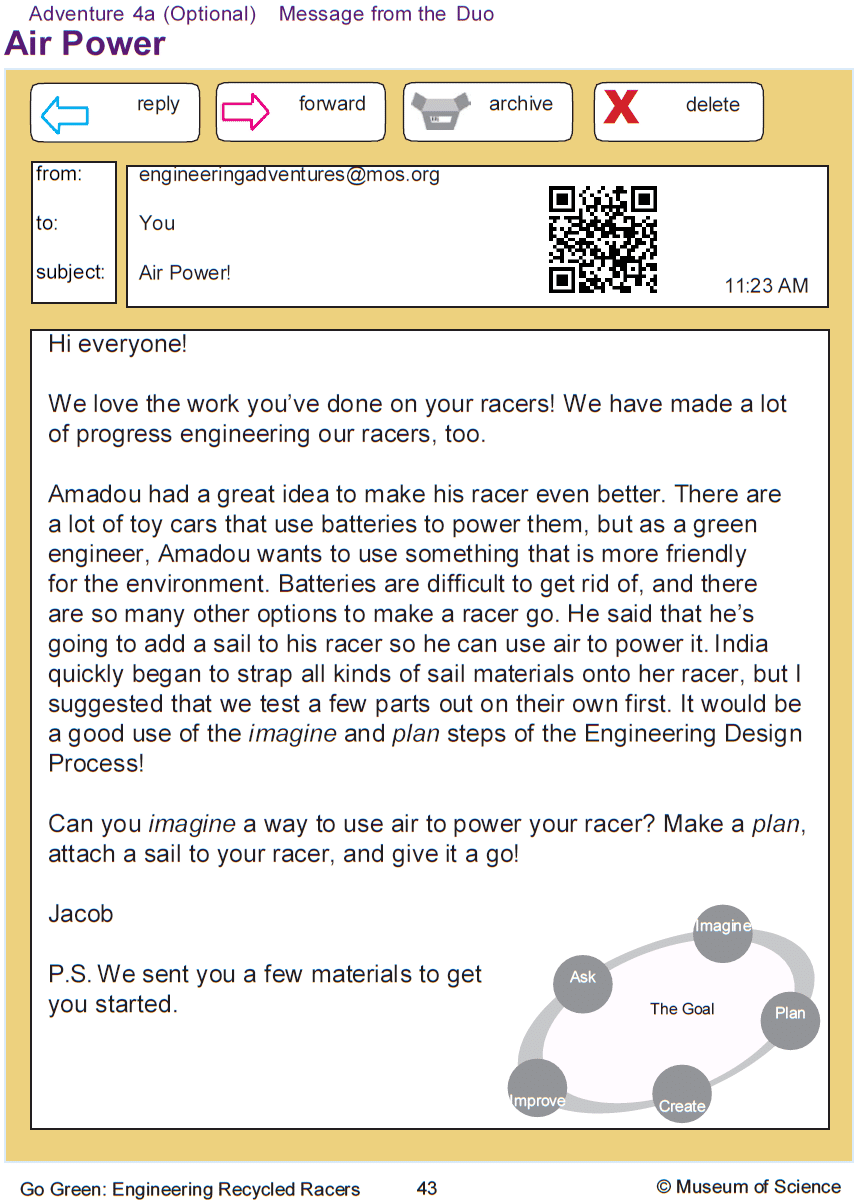 Adventure 4a (Optional) Message from the Duo
Air Power
reply
forward
archive
delete
from: engineeringadventures@mos.org
to: You
subject: Air Power!
11:23 AM
Hi everyone!
We love the work you’ve done on your racers! We have made a lot
of progress engineering our racers, too.
Amadou had a great idea to make his racer even better. There are
a lot of toy cars that use batteries to power them, but as a green
engineer, Amadou wants to use something that is more friendly
for the environment. Batteries are difficult to get rid of, and there
are so many other options to make a racer go. He said that he’s
going to add a sail to his racer so he can use air to power it. India
quickly began to strap all kinds of sail materials onto her racer, but I
suggested that we test a few parts out on their own first. It would be
a good use of the imagine and plan steps of the Engineering Design
Process!
Can you imagine a way to use air to power your racer? Make a plan,
attach a sail to your racer, and give it a go!
Jacob
P.S. We sent you a few materials to get
you started.
Imagine
Ask
The Goal
Plan
Improve
Create
Go Green: Engineering Recycled Racers
43
© Museum of Science